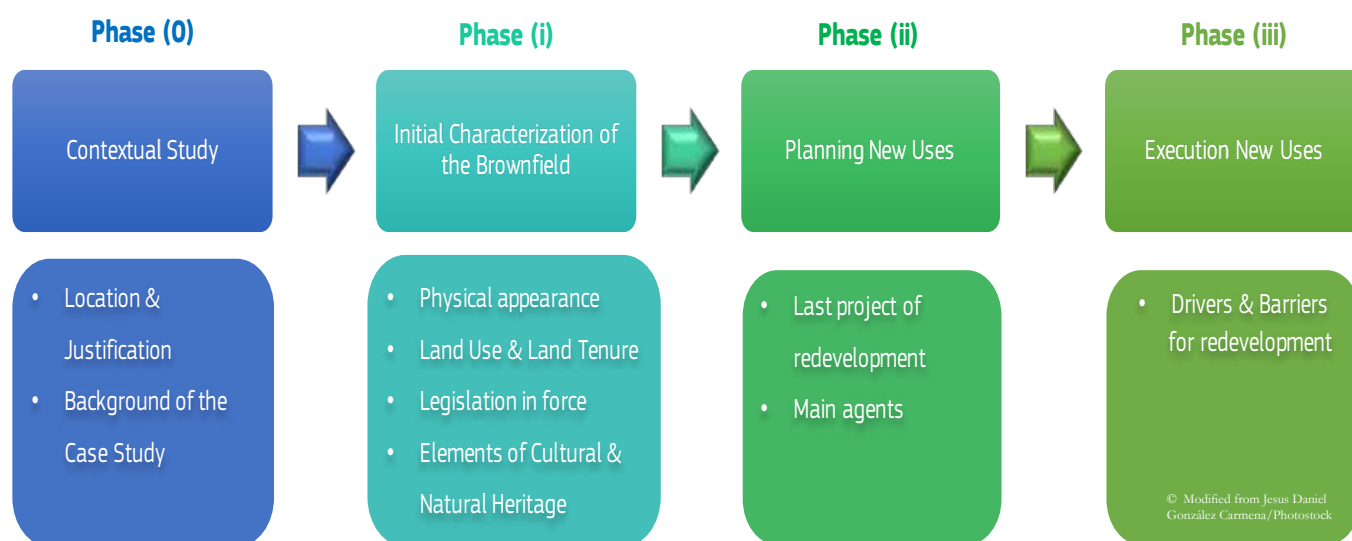 Phase (0)
Phase (i)
Phase (ii)
Phase (iii)
Contextual Study
Initial Characterization of
the Brownfield
Planning New Uses
Execution New Uses
• Location &
Justification
• Background of the
Case Study
• Physical appearance
• Land Use & Land Tenure
• Legislation in force
• Elements of Cultural &
Natural Heritage
• Last project of
redevelopment
• Main agents
• Drivers & Barriers
for redevelopment
© Modified from Jesus Daniel
González Carmena/Photostock